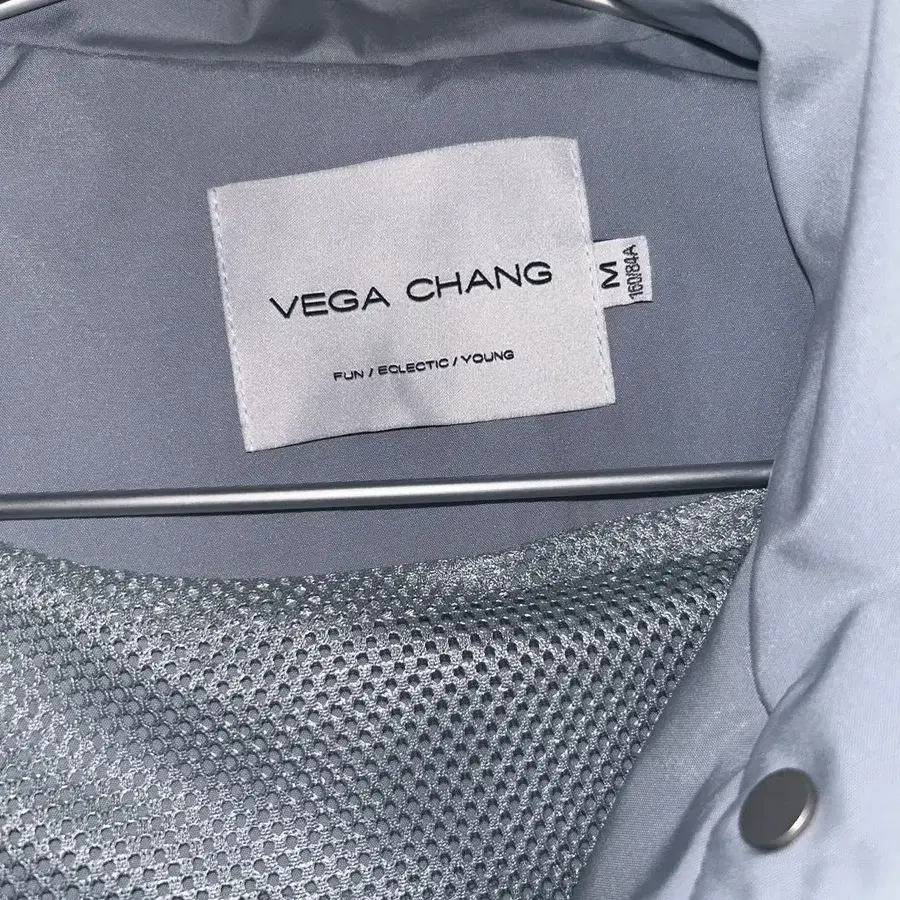 VEGA CHANG
FUN / ECLECTIC / YOUNG
M
160/84A